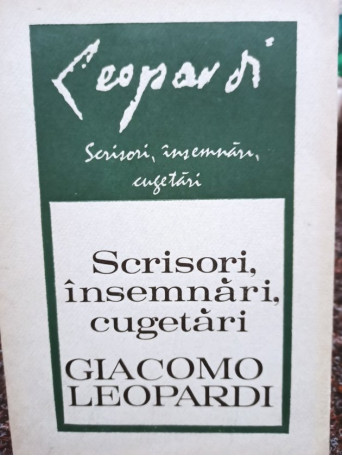 Leopardi
Scrisori, însemnări,
cugetări
Scrisori,
însemnări,
cugetări
GIACOMO
LEOPARDI